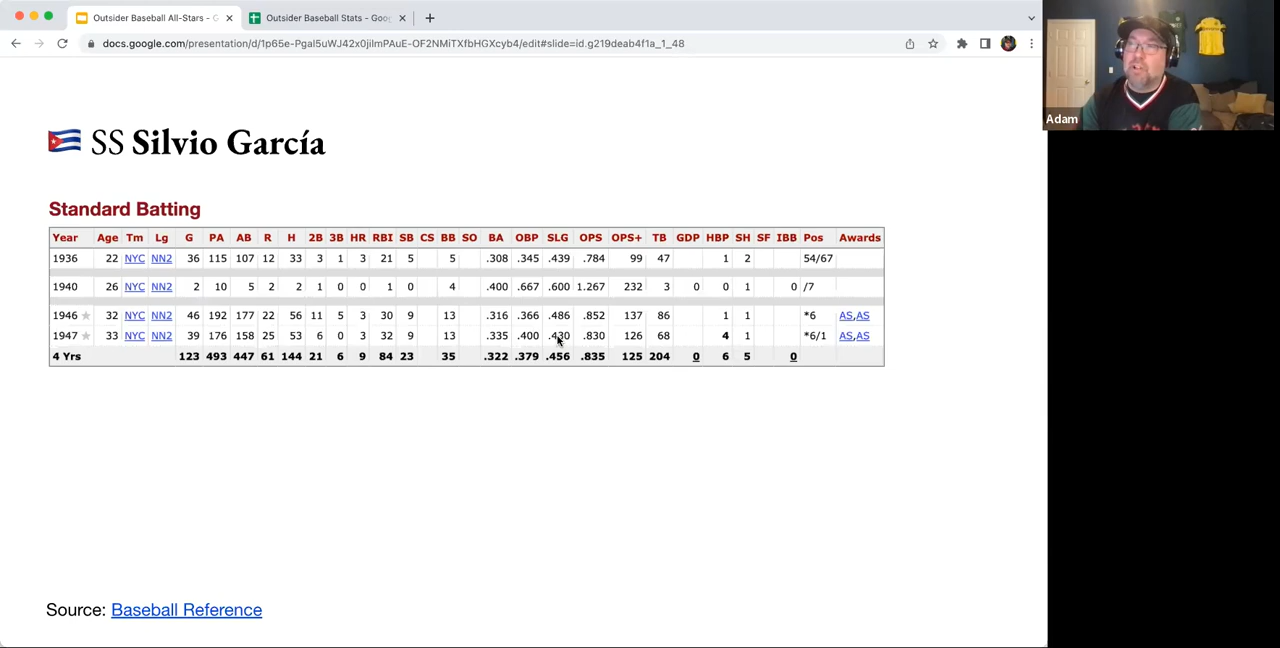 Outsider Baseball All-Stars - G
Outsider Baseball Stats - Goog
docs.google.com/presentation/d/1p65e-Pgal5uWJ42x0jilmPAuE-OF2NMiTXfbHGXcyb4/edit#slide=id.g219deab4f1a_1_48
Adam
SS Silvio García
Standard Batting
Year Age Tm Lg G PA AB R H 2B 3B HR RBI SB CS BB SO BA OBP SLG OPS OPS+ TB GDP HBP SH SF IBB Pos Awards
1936 22 NYC NN2 36 115 107 12 33 3 1 3 21 5 5 .308 .345 .439 .784 99 47 1 2 54/67
1940 26 NYC NN2 2 10 5 2 2 1 0 0 1 0 4 .400 .667 .600 1.267 232 3 0 0 1 0 /7
1946 ★ 32 NYC NN2 46 192 177 22 56 11 5 3 30 9 13 .316 .366 .486 .852 137 86 1 1 *6 AS,AS
1947 ★ 33 NYC NN2 39 176 158 25 53 6 0 3 32 9 13 .335 .400 .430 .830 126 68 4 1 *6/1 AS,AS
4 Yrs 123 493 447 61 144 21 6 9 84 23 35 .322 .379 .456 .835 125 204 0 6 5 0
Source: Baseball Reference